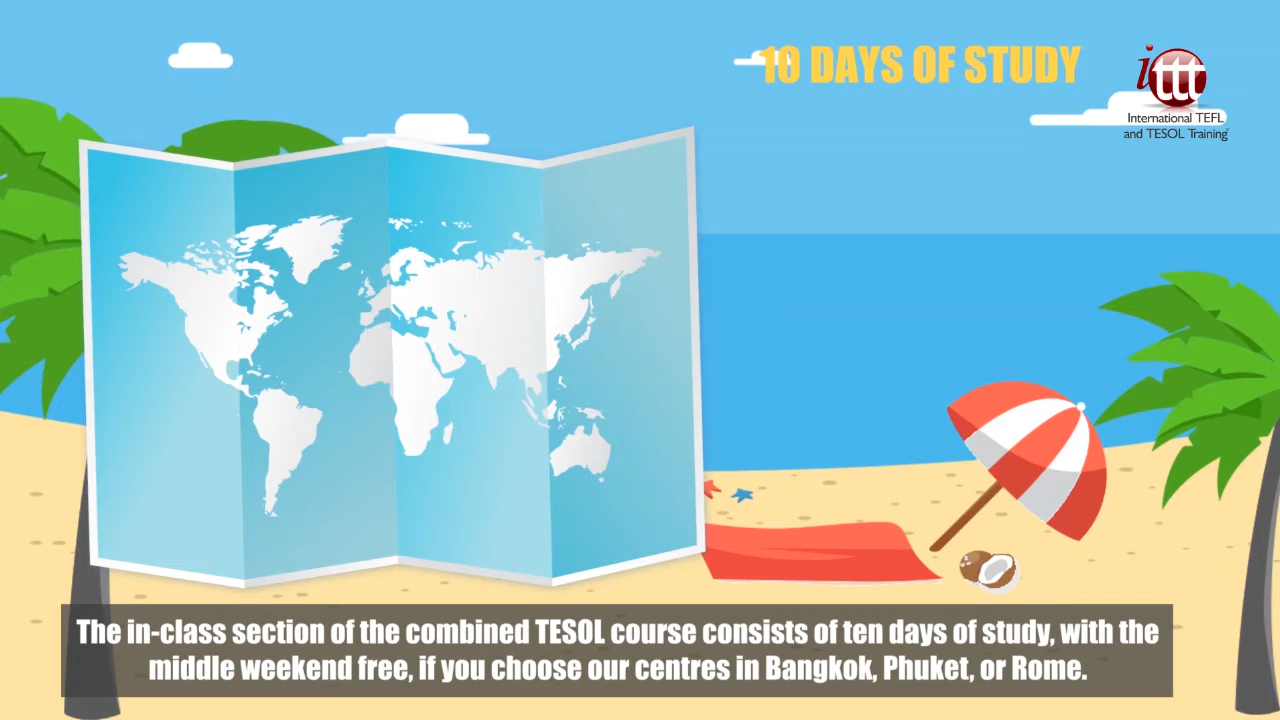 10 DAYS OF STUDY
ittt
International TEFL
and TESOL Training
The in-class section of the combined TESOL course consists of ten days of study, with the
middle weekend free, if you choose our centres in Bangkok, Phuket, or Rome.